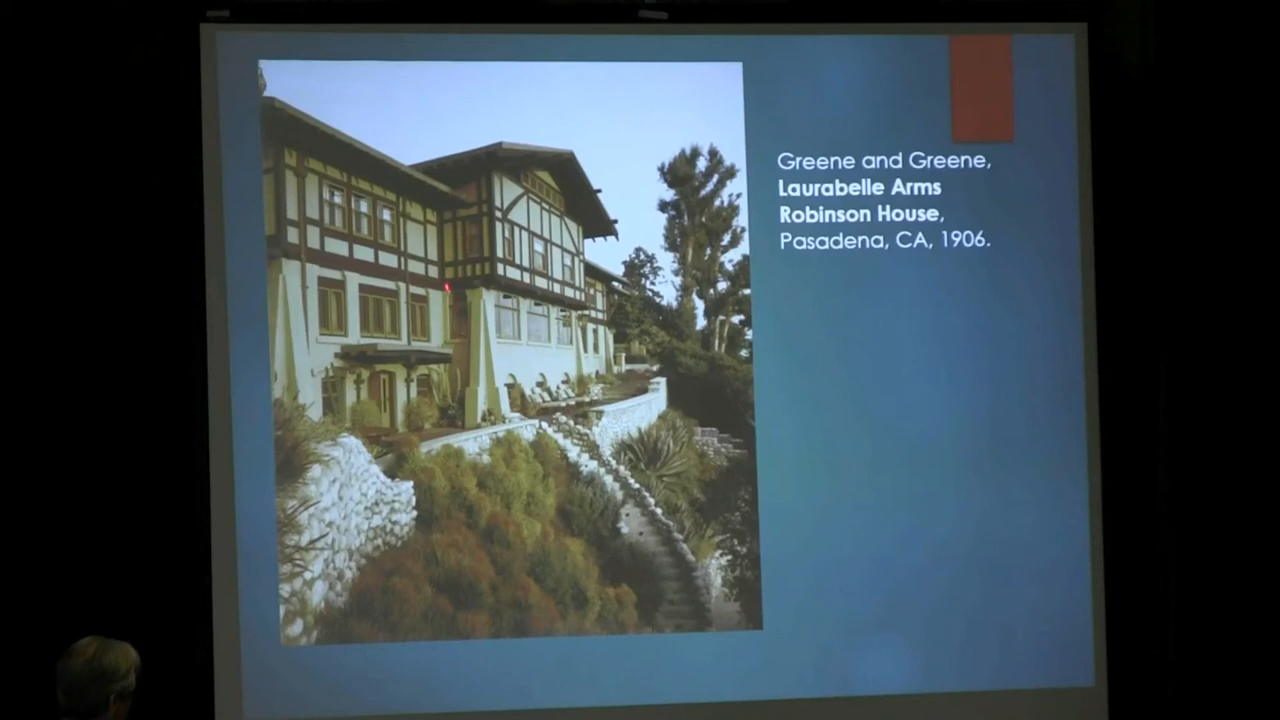 Greene and Greene,
Laurabelle Arms
Robinson House,
Pasadena, CA, 1906.